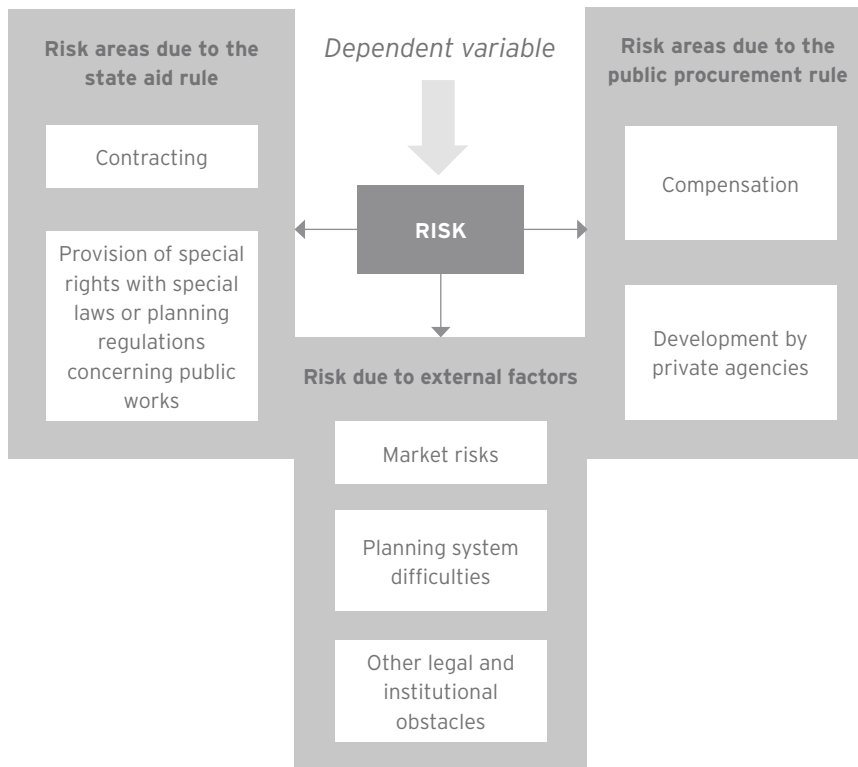 Risk areas due to the
state aid rule
Contracting
Provision of special
rights with special
laws or planning
regulations
concerning public
works
Dependent variable
RISK
Risk areas due to the
public procurement rule
Compensation
Development by
private agencies
Risk due to external factors
Market risks
Planning system
difficulties
Other legal and
institutional
obstacles